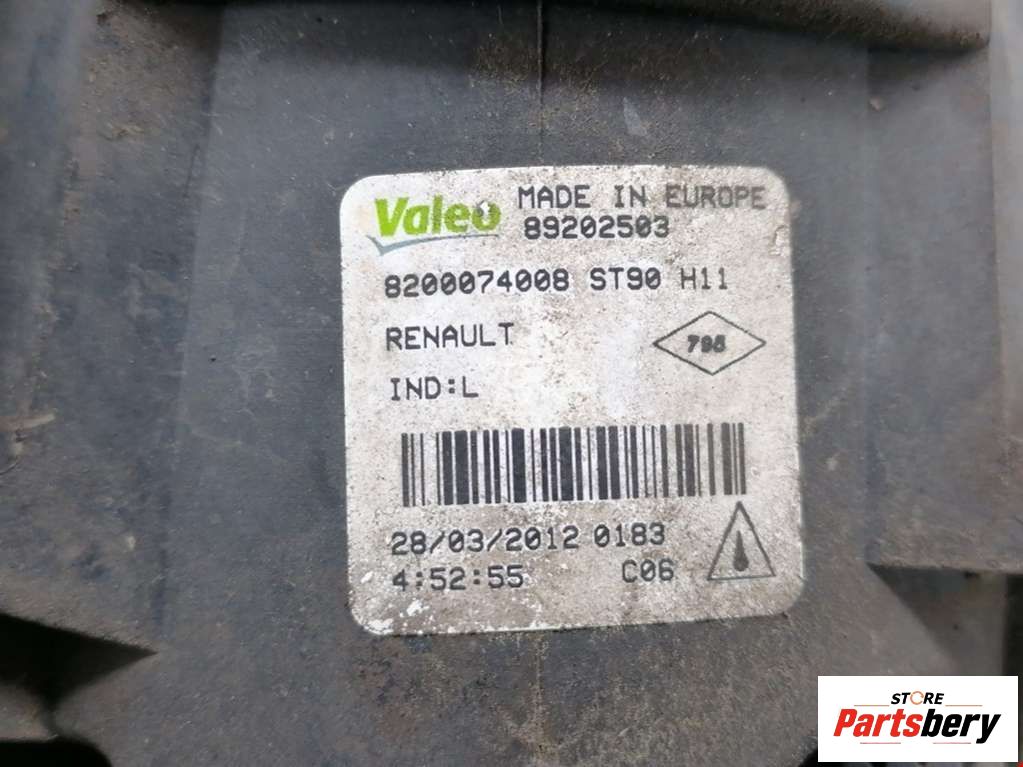 Valeo MADE IN EUROPE
89202503
8200074008 ST90 H11
RENAULT
795
IND:L
28/03/2012 0183
4:52:55 C06
STORE
Partsbery